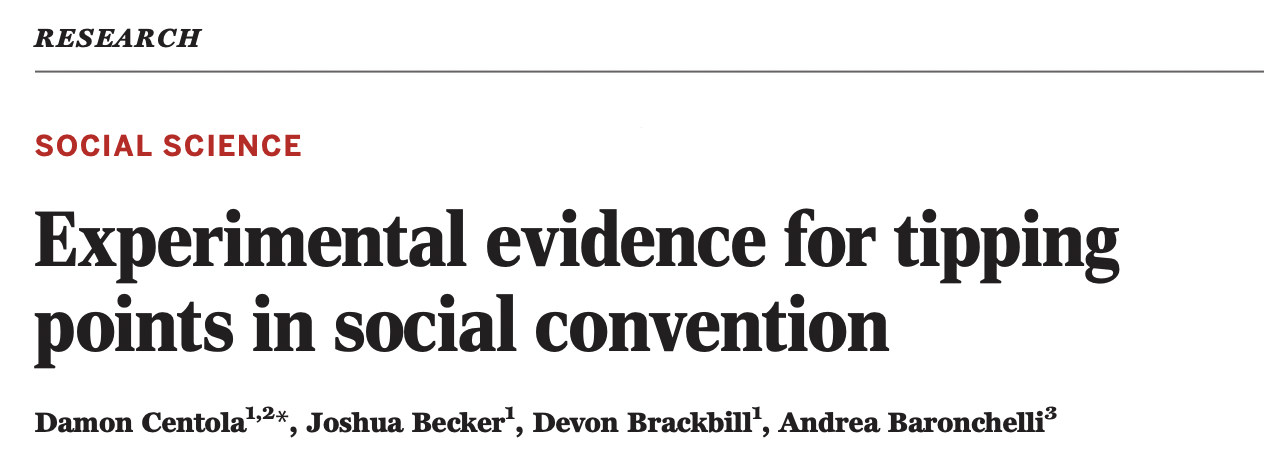 RESEARCH
SOCIAL SCIENCE
Experimental evidence for tipping
points in social convention
Damon Centola1,2*, Joshua Becker1, Devon Brackbill1, Andrea Baronchelli3